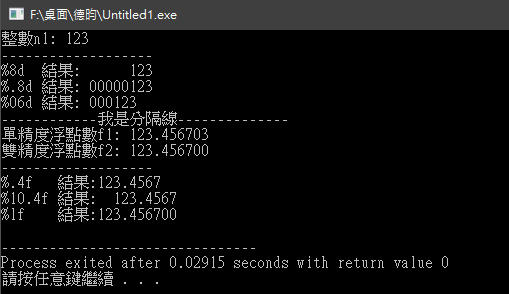 F:\桌面\德昀\Untitled1.exe
整數n1: 123
------------------
%8d  結果:      123
%.8d 結果: 00000123
%06d 結果: 000123
------------我是分隔線--------------
單精度浮點數f1: 123.456703
雙精度浮點數f2: 123.456700
------------------
%.4f   結果:123.4567
%10.4f 結果:  123.4567
%lf    結果:123.456700
--------------------------------
Process exited after 0.02915 seconds with return value 0
請按任意鍵繼續 . . .